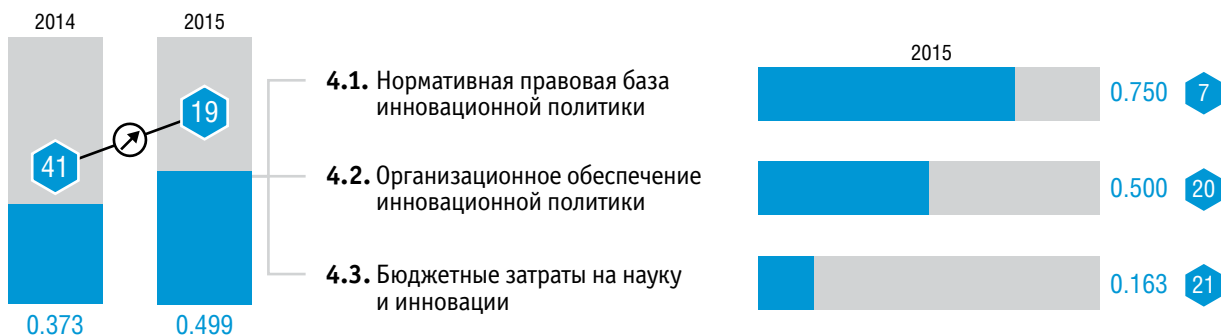 2014 2015
41
19
0.373 0.499
4.1. Нормативная правовая база
инновационной политики
4.2. Организационное обеспечение
инновационной политики
4.3. Бюджетные затраты на науку
и инновации
2015
0.750 7
0.500 20
0.163 21